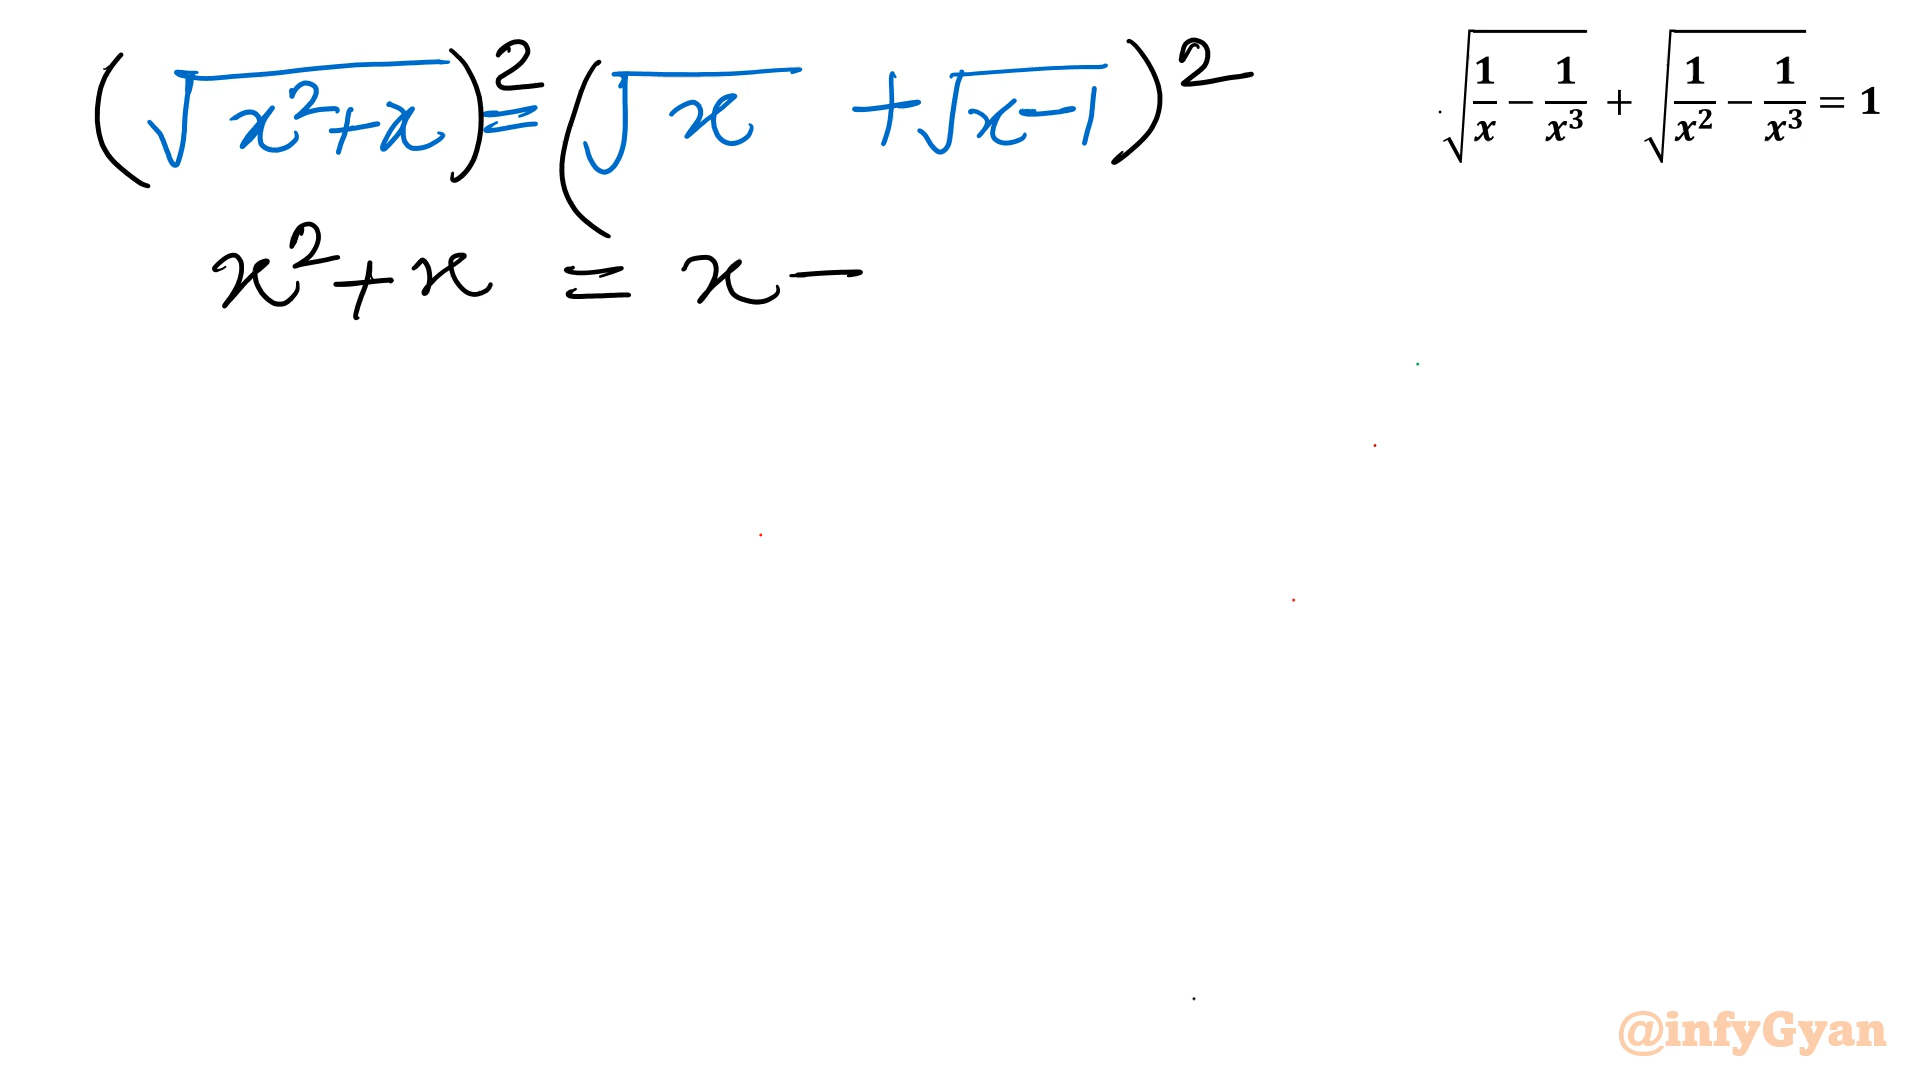 (√(x²+x))² = (√x + √(x-1))²
√(1/x − 1/x³) + √(1/x² − 1/x³) = 1
x²+x = x −
@infyGyan